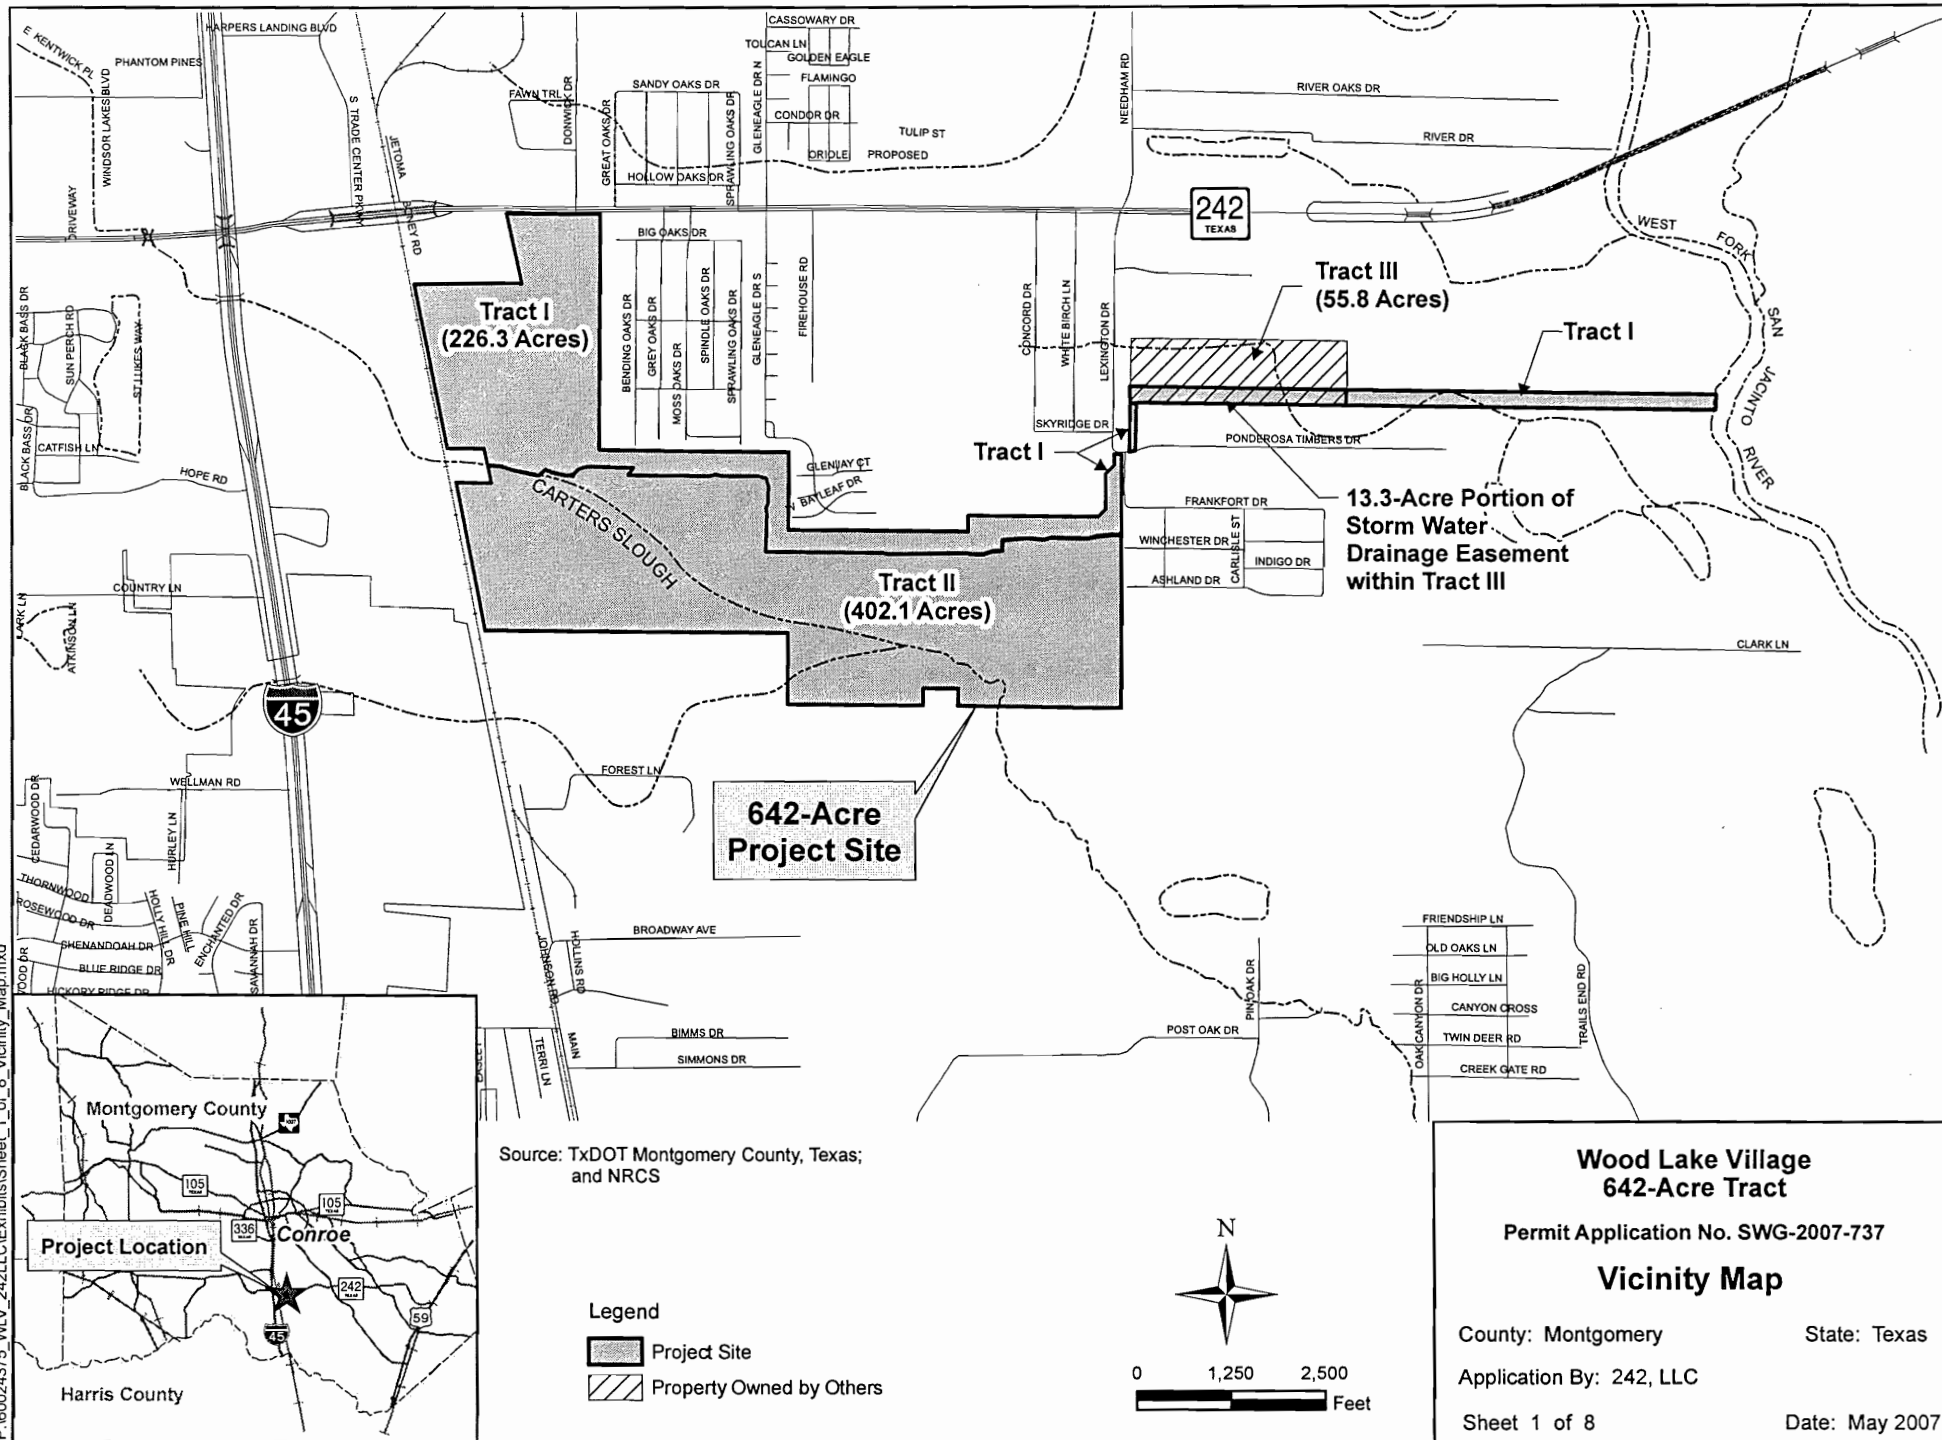 HARPERS LANDING BLVD
E KENTWICK PL
PHANTOM PINES
WINDSOR LAKES BLVD
S TRADE CENTER PKWY
JETOMA
FAWN TRL
DONWICK DR
GREAT OAKS DR
SANDY OAKS DR
SPRAWLING OAKS DR
HOLLOW OAKS DR
GLENEAGLE DR N
CASSOWARY DR
TOUCAN LN
GOLDEN EAGLE
FLAMINGO
CONDOR DR
ORIOLE
TULIP ST
PROPOSED
NEEDHAM RD
RIVER OAKS DR
RIVER DR
DRIVEWAY
242
TEXAS
WEST
FORK
SAN
JACINTO
RIVER
BIG OAKS DR
BENDING OAKS DR
GREY OAKS DR
MOSS OAKS DR
SPINDLE OAKS DR
SPRAWLING OAKS DR
GLENEAGLE DR S
FIREHOUSE RD
CONCORD DR
WHITE BIRCH LN
LEXINGTON DR
Tract I
(226.3 Acres)
Tract III
(55.8 Acres)
Tract I
BLACK BASS DR
SUN PERCH RD
ST LUKES WAY
BLACK BASS DR
CATFISH LN
HOPE RD
SKYRIDGE DR
Tract I
PONDEROSA TIMBERS DR
GLENJAY CT
N BAYLEAF DR
CARTERS SLOUGH
FRANKFORT DR
WINCHESTER DR
CARLISLE ST
INDIGO DR
ASHLAND DR
13.3-Acre Portion of
Storm Water
Drainage Easement
within Tract III
COUNTRY LN
LARK LN
ATKINSON LN
Tract II
(402.1 Acres)
CLARK LN
45
WELLMAN RD
FOREST LN
642-Acre
Project Site
CEDARWOOD DR
HURLEY LN
DEADWOOD LN
THORNWOOD
ROSEWOOD DR
HOLLY HILL DR
PINE HILL
ENCHANTED DR
SAVANNAH DR
SHENANDOAH DR
BLUE RIDGE DR
HICKORY RIDGE DR
BROADWAY AVE
JOHNSON RD
HOLLINS RD
MAIN
TERRI LN
EASLEY
BIMMS DR
SIMMONS DR
PIN OAK DR
POST OAK DR
FRIENDSHIP LN
OLD OAKS LN
BIG HOLLY LN
CANYON CROSS
TWIN DEER RD
CREEK GATE RD
OAK CANYON DR
TRAILS END RD
Montgomery County
105
105
336
Conroe
Project Location
242
59
45
Harris County
Source: TxDOT Montgomery County, Texas;
and NRCS
Legend
Project Site
Property Owned by Others
N
0 1,250 2,500
Feet
Wood Lake Village
642-Acre Tract
Permit Application No. SWG-2007-737
Vicinity Map
County: Montgomery State: Texas
Application By: 242, LLC
Sheet 1 of 8 Date: May 2007